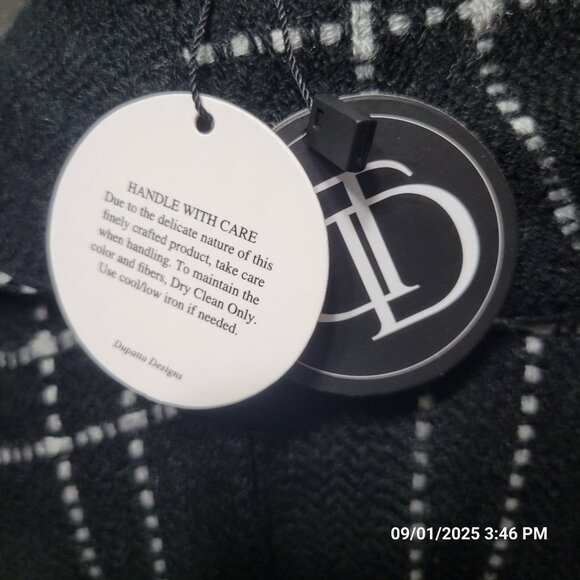 HANDLE WITH CARE
Due to the delicate nature of this
finely crafted product, take care
when handling. To maintain the
color and fibers, Dry Clean Only.
Use cool/low iron if needed.
Dupatta Designs
09/01/2025 3:46 PM